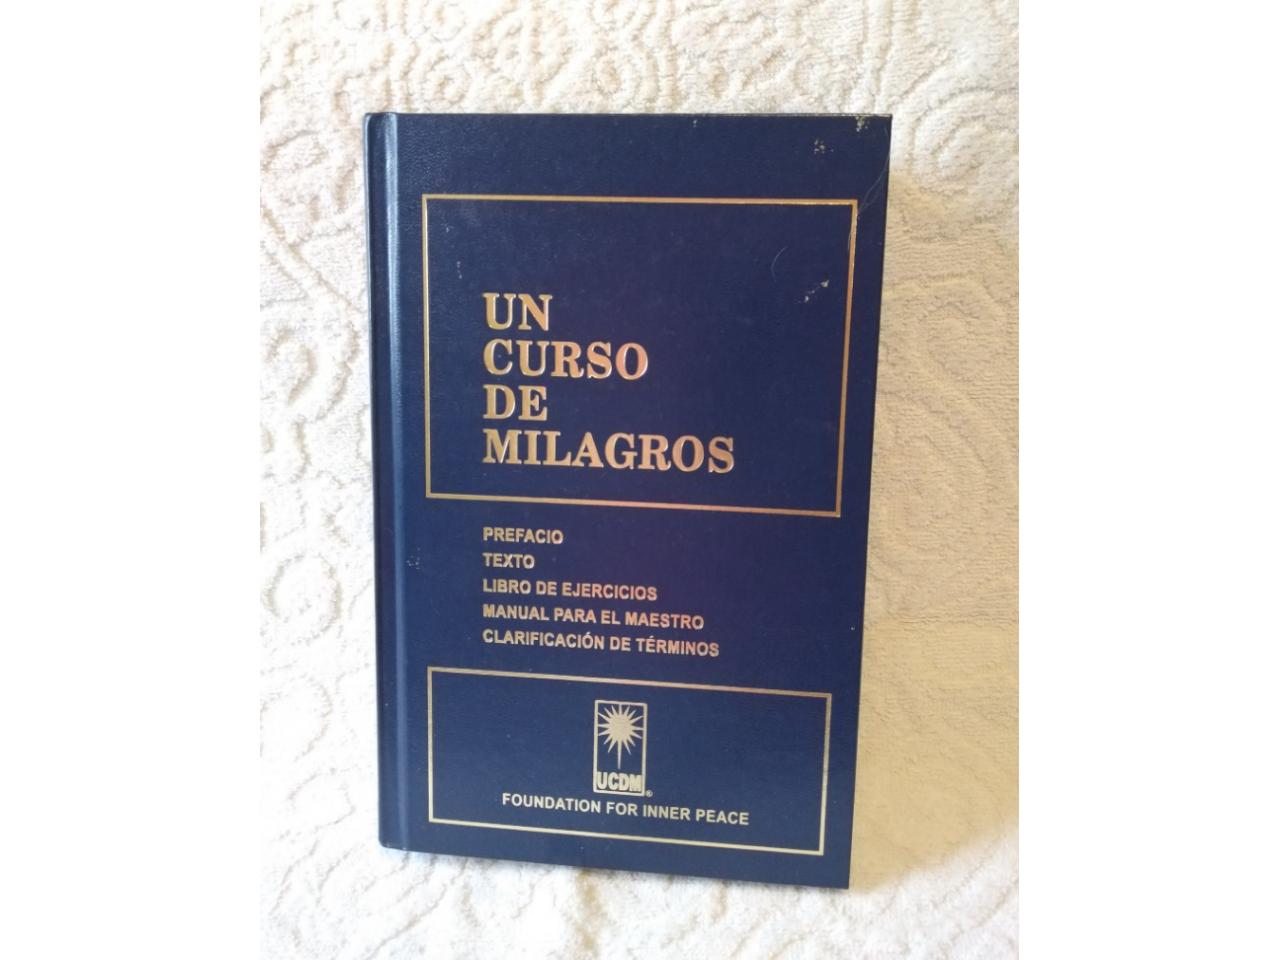 UN
CURSO
DE
MILAGROS
PREFACIO
TEXTO
LIBRO DE EJERCICIOS
MANUAL PARA EL MAESTRO
CLARIFICACIÓN DE TÉRMINOS
UCDM®
FOUNDATION FOR INNER PEACE